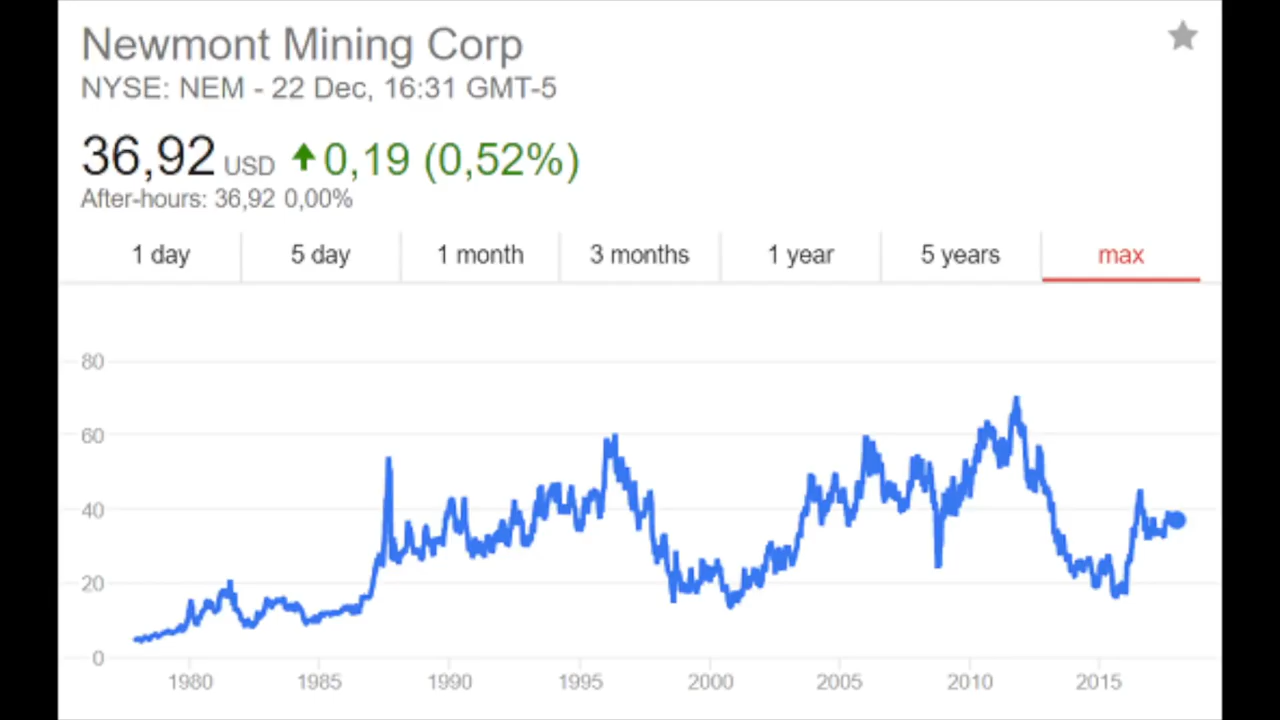 Newmont Mining Corp
NYSE: NEM - 22 Dec, 16:31 GMT-5
36,92 USD 0,19 (0,52%)
After-hours: 36,92 0,00%
1 day 5 day 1 month 3 months 1 year 5 years max
80
60
40
20
0
1980 1985 1990 1995 2000 2005 2010 2015